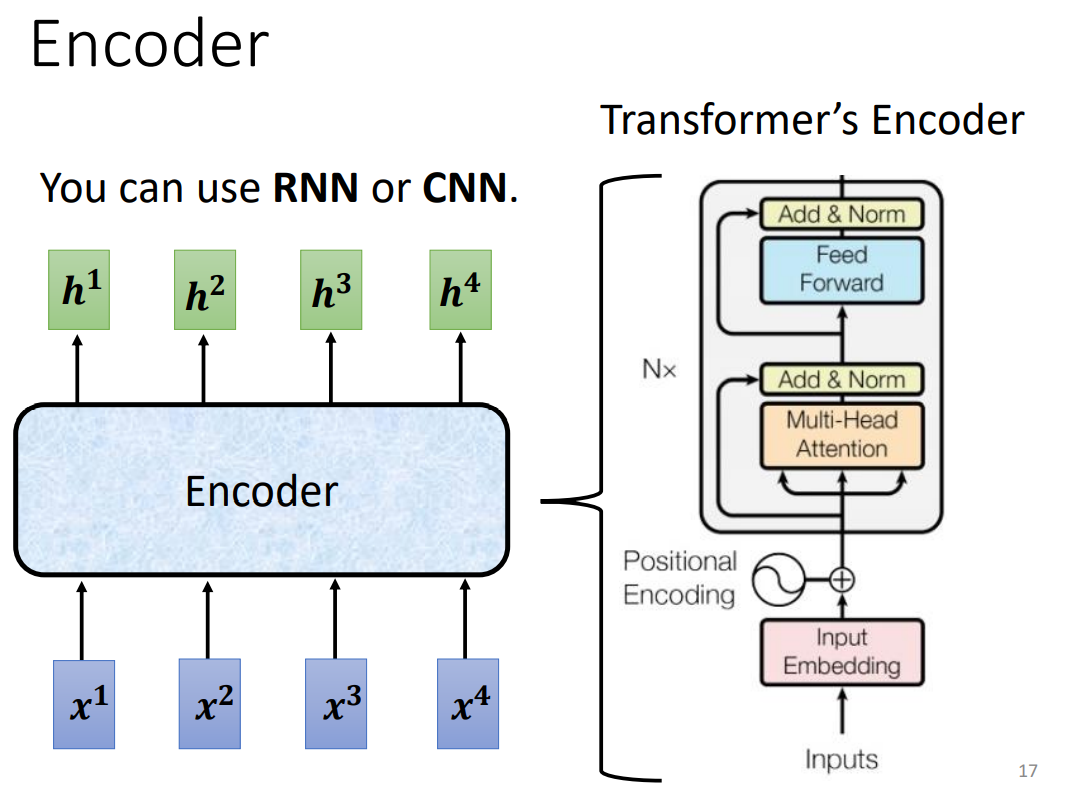 Encoder
Transformer's Encoder
You can use RNN or CNN.
h¹ h² h³ h⁴
Encoder
x¹ x² x³ x⁴
Add & Norm
Feed
Forward
N×
Add & Norm
Multi-Head
Attention
Positional
Encoding
Input
Embedding
Inputs
17